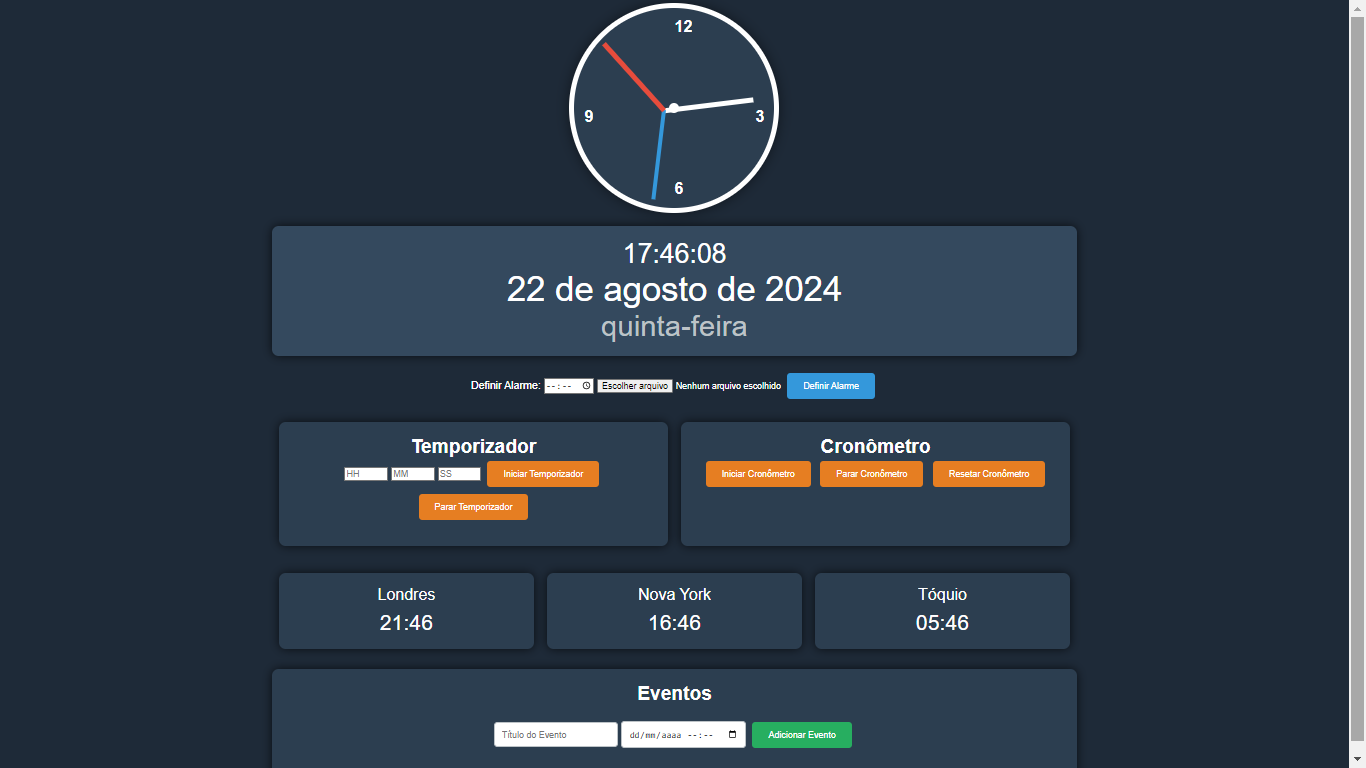 12
9
3
6
17:46:08
22 de agosto de 2024
quinta-feira
Definir Alarme: --:-- Escolher arquivo Nenhum arquivo escolhido Definir Alarme
Temporizador
HH MM SS Iniciar Temporizador
Parar Temporizador
Cronômetro
Iniciar Cronômetro Parar Cronômetro Resetar Cronômetro
Londres
21:46
Nova York
16:46
Tóquio
05:46
Eventos
Título do Evento dd/mm/aaaa --:-- Adicionar Evento